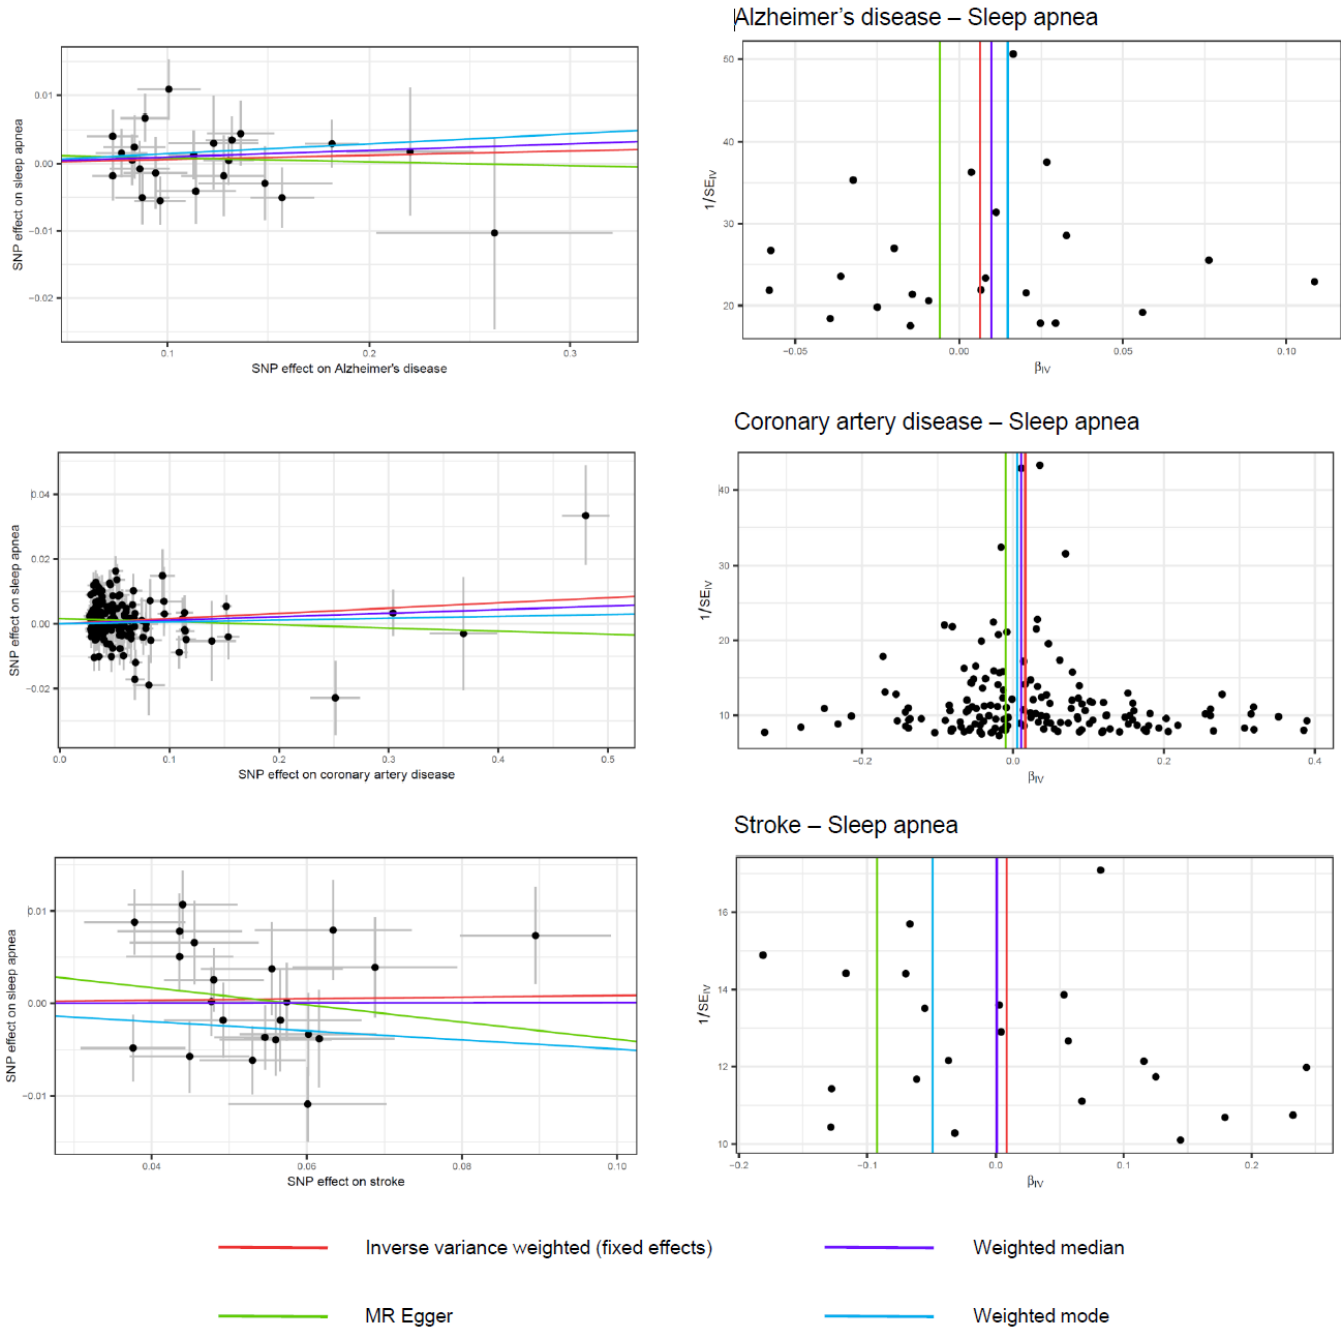 Alzheimer's disease – Sleep apnea
0.01
0.00
−0.01
−0.02
SNP effect on sleep apnea
0.1
0.2
0.3
SNP effect on Alzheimer's disease
50
40
30
20
1/SE_IV
−0.05
0.00
0.05
0.10
β_IV
Coronary artery disease – Sleep apnea
0.04
0.02
0.00
−0.02
SNP effect on sleep apnea
0.0
0.1
0.2
0.3
0.4
0.5
SNP effect on coronary artery disease
40
30
20
10
1/SE_IV
−0.2
0.0
0.2
0.4
β_IV
Stroke – Sleep apnea
0.01
0.00
−0.01
SNP effect on sleep apnea
0.04
0.06
0.08
0.10
SNP effect on stroke
16
14
12
10
1/SE_IV
−0.2
−0.1
0.0
0.1
0.2
β_IV
Inverse variance weighted (fixed effects)
Weighted median
MR Egger
Weighted mode